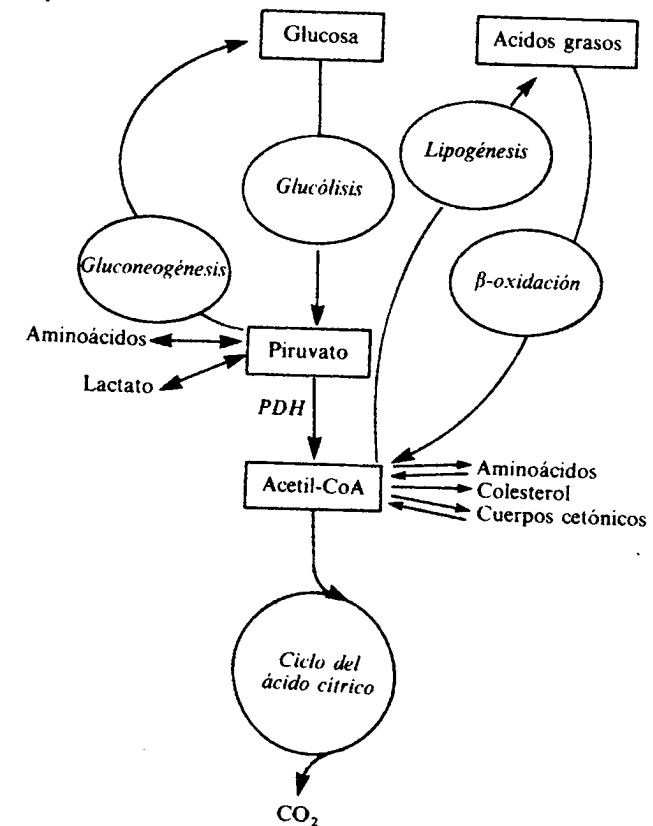 Glucosa
Acidos grasos
Lipogénesis
Glucólisis
Gluconeogénesis
β-oxidación
Aminoácidos
Piruvato
Lactato
PDH
Acetil-CoA
Aminoácidos
Colesterol
Cuerpos cetónicos
Ciclo del
ácido cítrico
CO₂